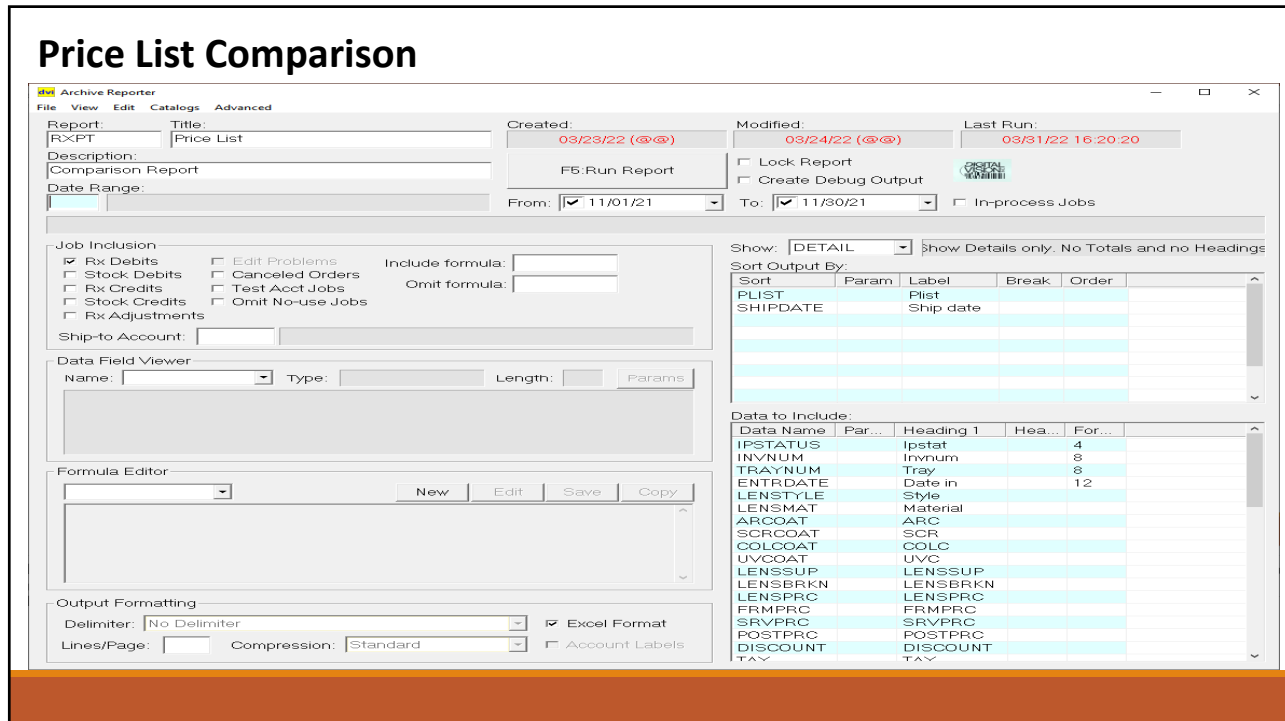 Price List Comparison
dvi Archive Reporter
File View Edit Catalogs Advanced
Report: Title: Created: Modified: Last Run:
RXPT Price List 03/23/22 (@@) 03/24/22 (@@) 03/31/22 16:20:20
Description:
Comparison Report F5:Run Report Lock Report
Create Debug Output
DIGITAL
VISION
Date Range:
From: 11/01/21 To: 11/30/21 In-process Jobs
Job Inclusion
Rx Debits Edit Problems Include formula:
Stock Debits Canceled Orders
Rx Credits Test Acct Jobs Omit formula:
Stock Credits Omit No-use Jobs
Rx Adjustments
Ship-to Account:
Data Field Viewer
Name: Type: Length: Params
Formula Editor
New Edit Save Copy
Output Formatting
Delimiter: No Delimiter Excel Format
Lines/Page: Compression: Standard Account Labels
Show: DETAIL Show Details only. No Totals and no Headings
Sort Output By:
Sort Param Label Break Order
PLIST Plist
SHIPDATE Ship date
Data to Include:
Data Name Par... Heading 1 Hea... For...
IPSTATUS Ipstat 4
INVNUM Invnum 8
TRAYNUM Tray 8
ENTRDATE Date in 12
LENSTYLE Style
LENSMAT Material
ARCOAT ARC
SCRCOAT SCR
COLCOAT COLC
UVCOAT UVC
LENSSUP LENSSUP
LENSBRKN LENSBRKN
LENSPRC LENSPRC
FRMPRC FRMPRC
SRVPRC SRVPRC
POSTPRC POSTPRC
DISCOUNT DISCOUNT
TAX TAX